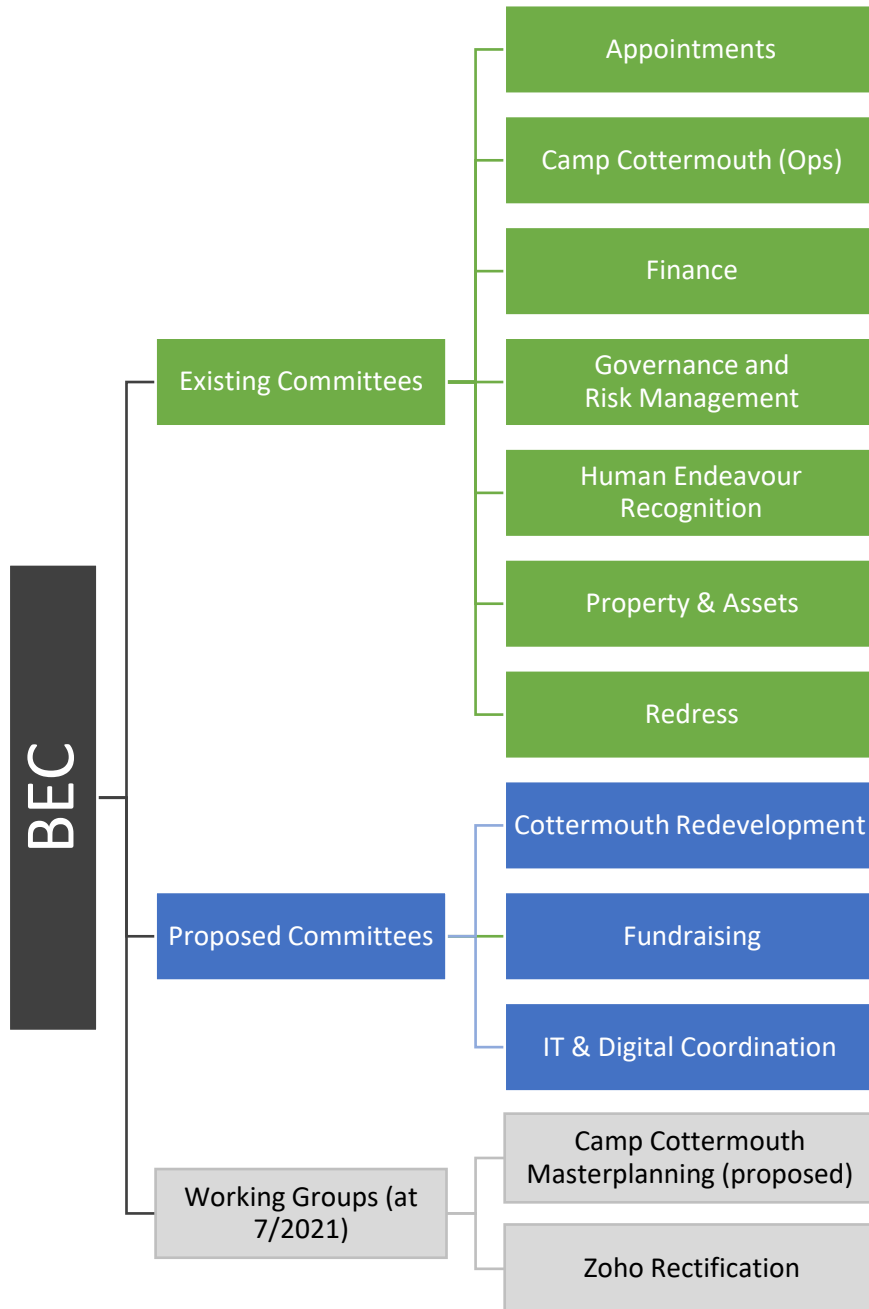 BEC
Existing Committees
Appointments
Camp Cottermouth (Ops)
Finance
Governance and
Risk Management
Human Endeavour
Recognition
Property & Assets
Redress
Proposed Committees
Cottermouth Redevelopment
Fundraising
IT & Digital Coordination
Working Groups (at
7/2021)
Camp Cottermouth
Masterplanning (proposed)
Zoho Rectification